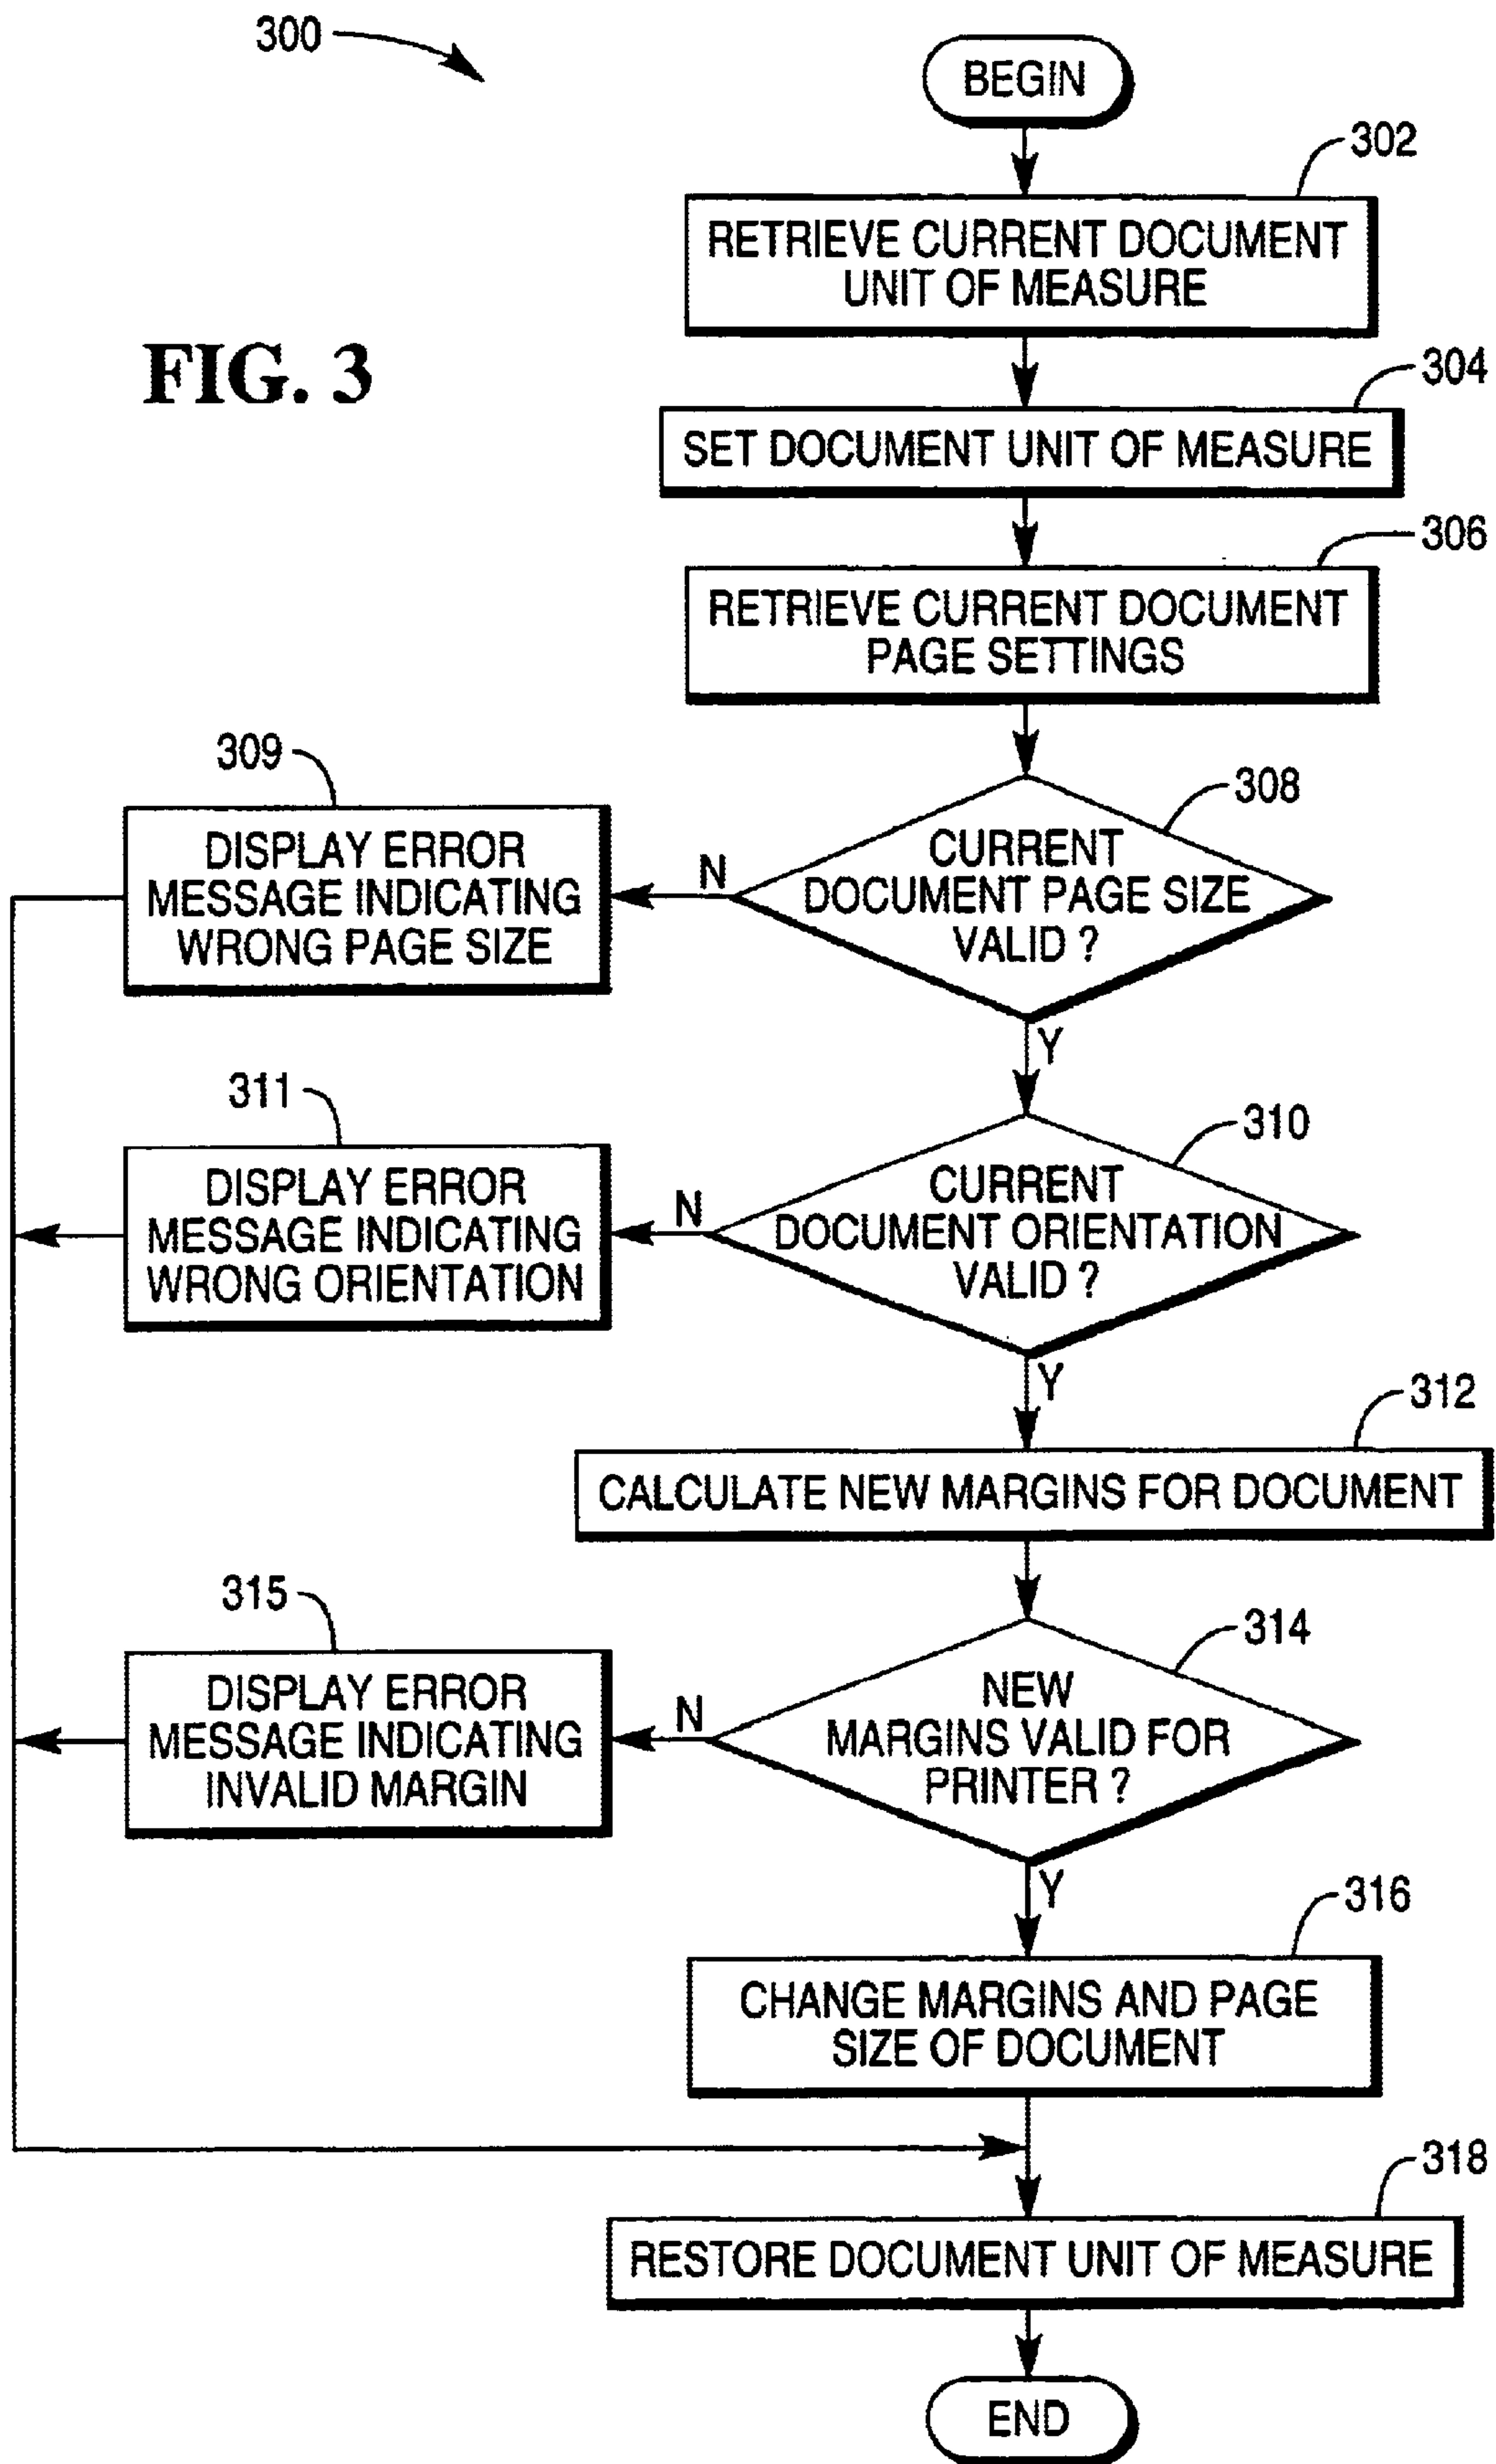 300
BEGIN
302
RETRIEVE CURRENT DOCUMENT
UNIT OF MEASURE
FIG. 3
304
SET DOCUMENT UNIT OF MEASURE
306
RETRIEVE CURRENT DOCUMENT
PAGE SETTINGS
309
308
DISPLAY ERROR
MESSAGE INDICATING
WRONG PAGE SIZE
N
CURRENT
DOCUMENT PAGE SIZE
VALID ?
Y
311
310
DISPLAY ERROR
MESSAGE INDICATING
WRONG ORIENTATION
N
CURRENT
DOCUMENT ORIENTATION
VALID ?
Y
312
CALCULATE NEW MARGINS FOR DOCUMENT
315
314
DISPLAY ERROR
MESSAGE INDICATING
INVALID MARGIN
N
NEW
MARGINS VALID FOR
PRINTER ?
Y
316
CHANGE MARGINS AND PAGE
SIZE OF DOCUMENT
318
RESTORE DOCUMENT UNIT OF MEASURE
END